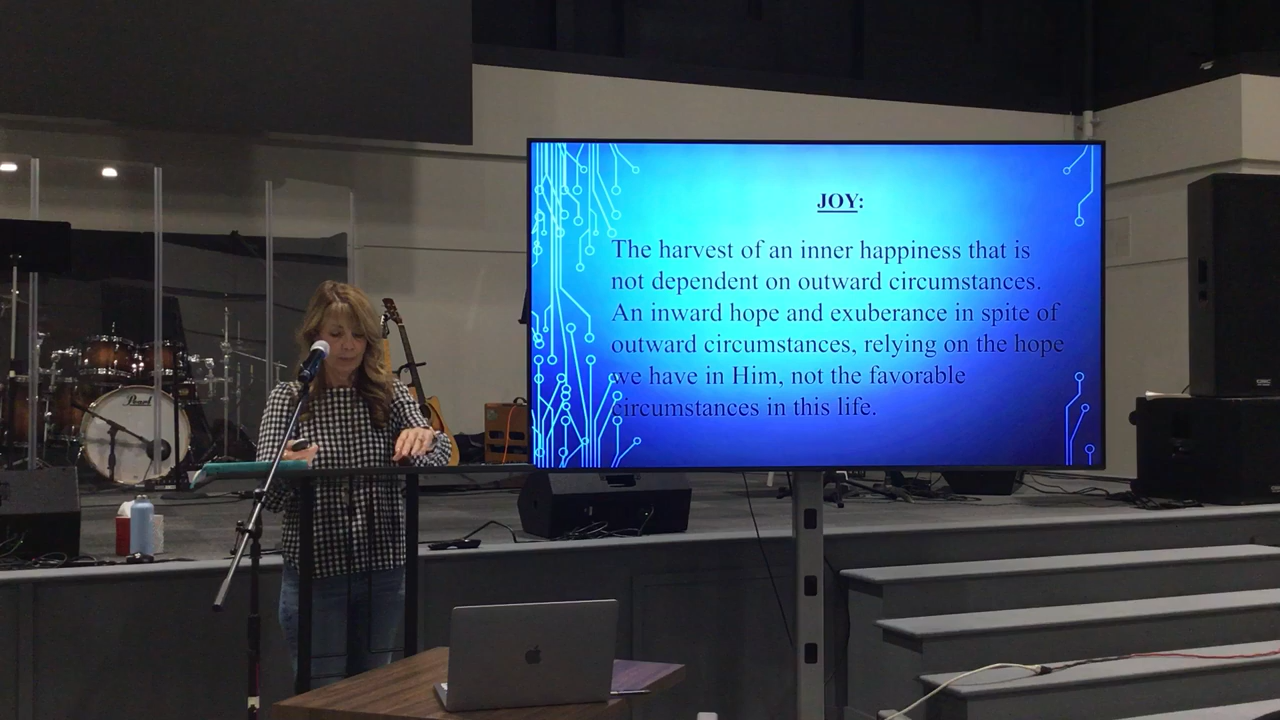 JOY:
The harvest of an inner happiness that is
not dependent on outward circumstances.
An inward hope and exuberance in spite of
outward circumstances, relying on the hope
we have in Him, not the favorable
circumstances in this life.
Pearl